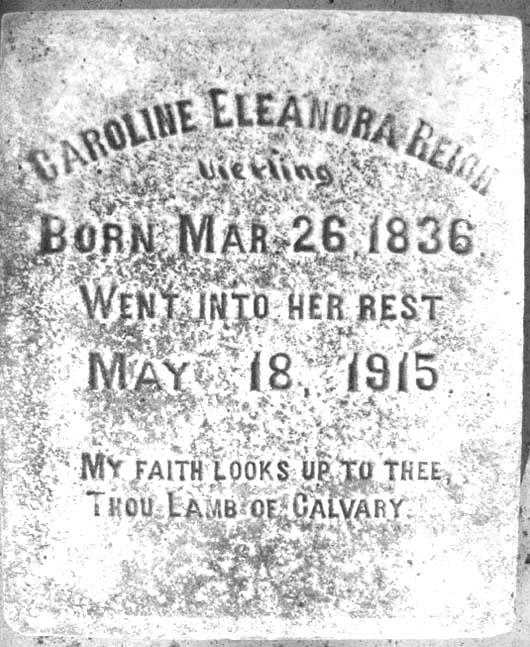 CAROLINE ELEANORA REICH
Vierling
BORN MAR. 26, 1836.
WENT INTO HER REST
MAY 18, 1915
MY FAITH LOOKS UP TO THEE,
THOU LAMB OF CALVARY.